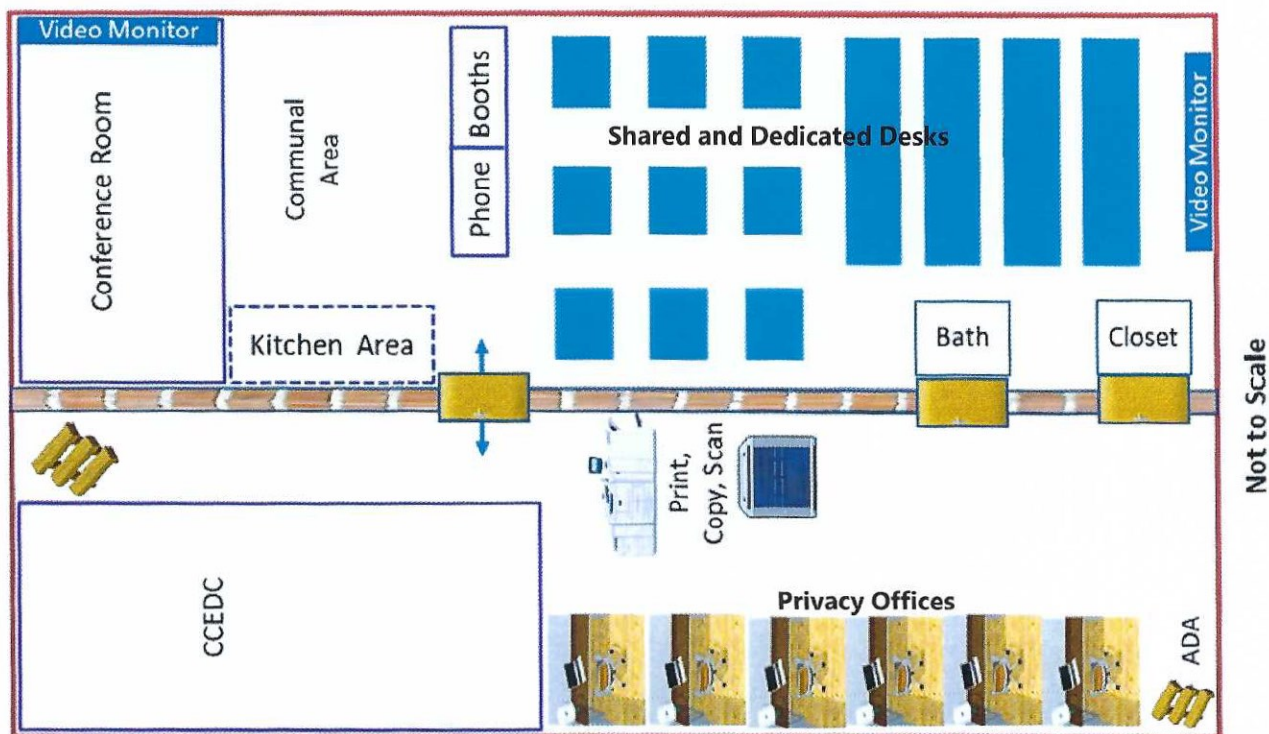 Video Monitor
Conference Room
Communal
Area
Phone Booths
Shared and Dedicated Desks
Video Monitor
Kitchen Area
Bath
Closet
Not to Scale
Print,
Copy, Scan
CCEDC
Privacy Offices
ADA